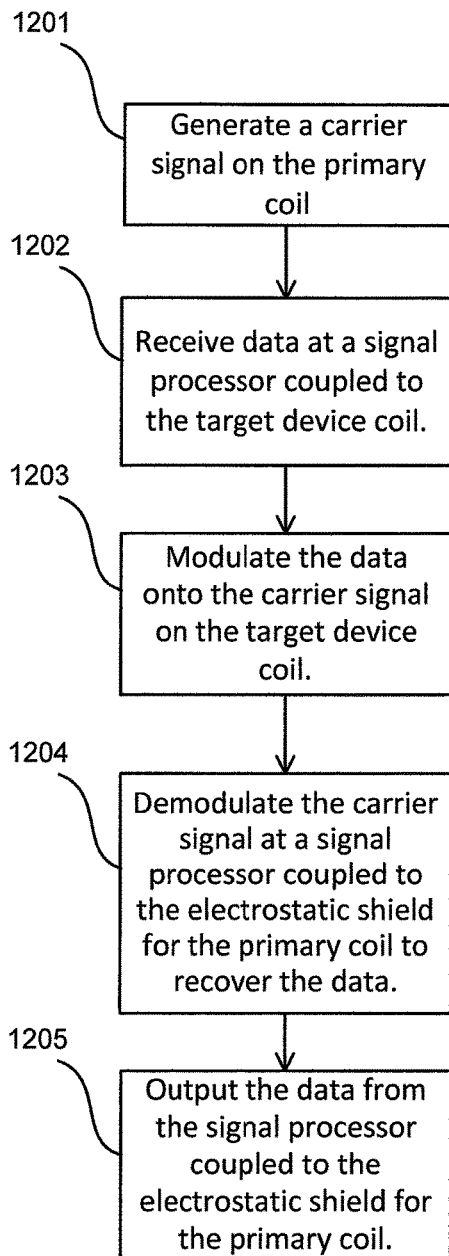 1201
Generate a carrier
signal on the primary
coil
1202
Receive data at a signal
processor coupled to
the target device coil.
1203
Modulate the data
onto the carrier signal
on the target device
coil.
1204
Demodulate the carrier
signal at a signal
processor coupled to
the electrostatic shield
for the primary coil to
recover the data.
1205
Output the data from
the signal processor
coupled to the
electrostatic shield for
the primary coil.